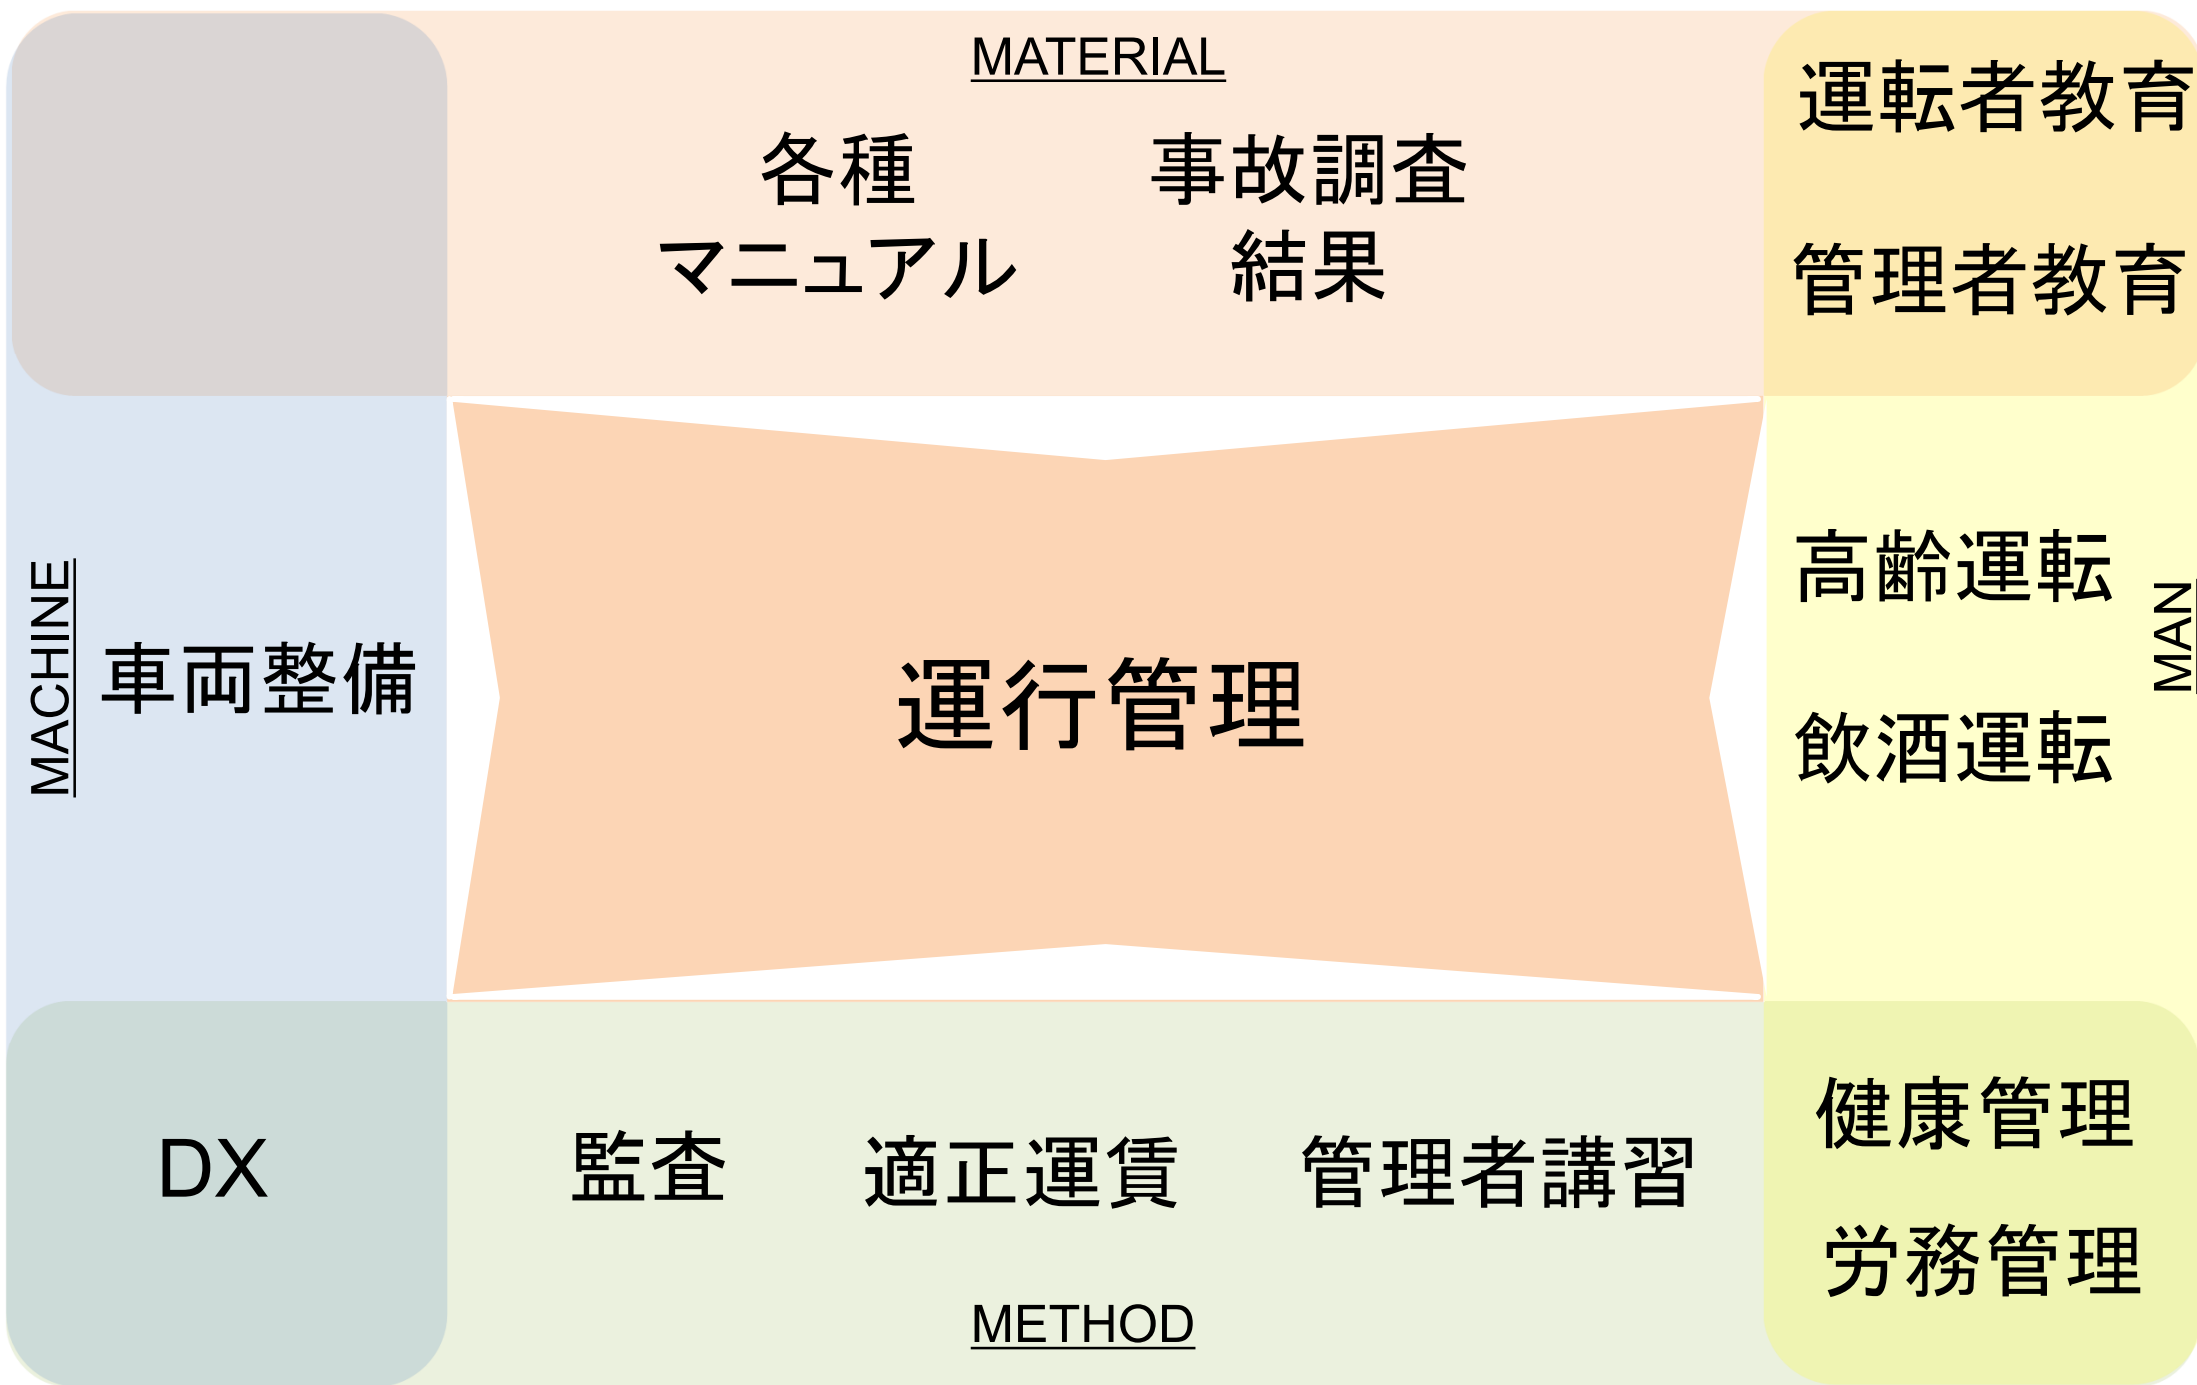 MATERIAL
各種
マニュアル
事故調査
結果
運転者教育
管理者教育
MACHINE
車両整備
運行管理
高齢運転
飲酒運転
MAN
DX
監査
適正運賃
管理者講習
健康管理
労務管理
METHOD